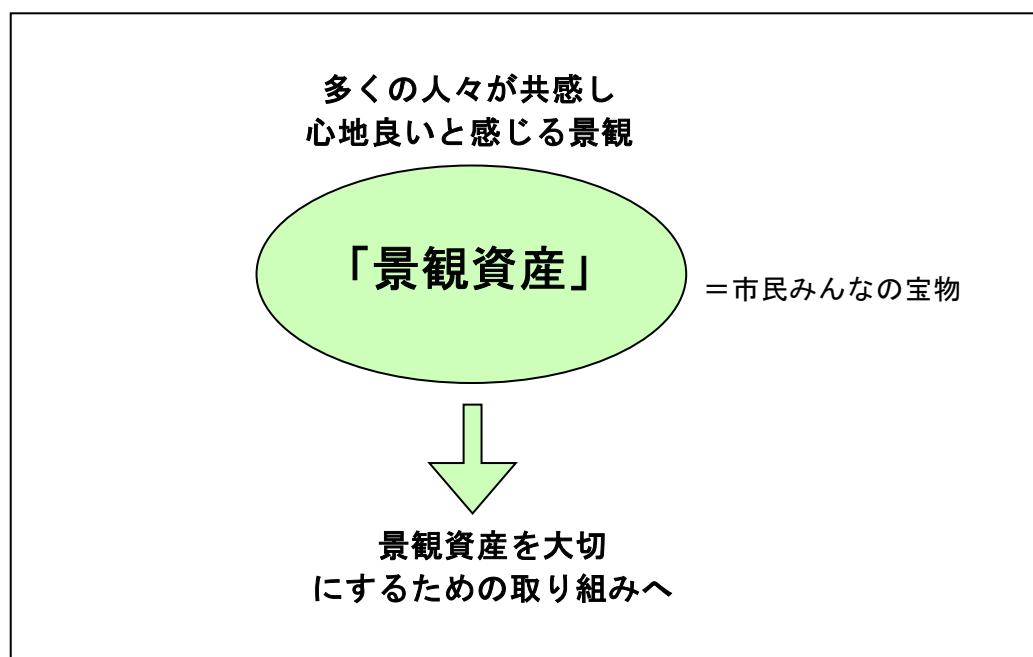 多くの人々が共感し
心地良いと感じる景観
「景観資産」
＝市民みんなの宝物
景観資産を大切
にするための取り組みへ